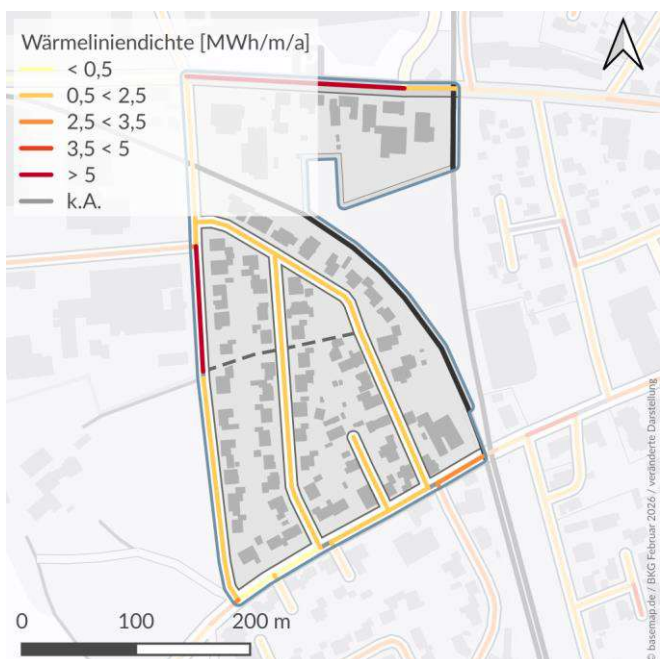 Wärmeliniendichte [MWh/m/a]
< 0,5
0,5 < 2,5
2,5 < 3,5
3,5 < 5
> 5
k.A.
0 100 200 m
© basemap.de / BKG Februar 2026 / veränderte Darstellung